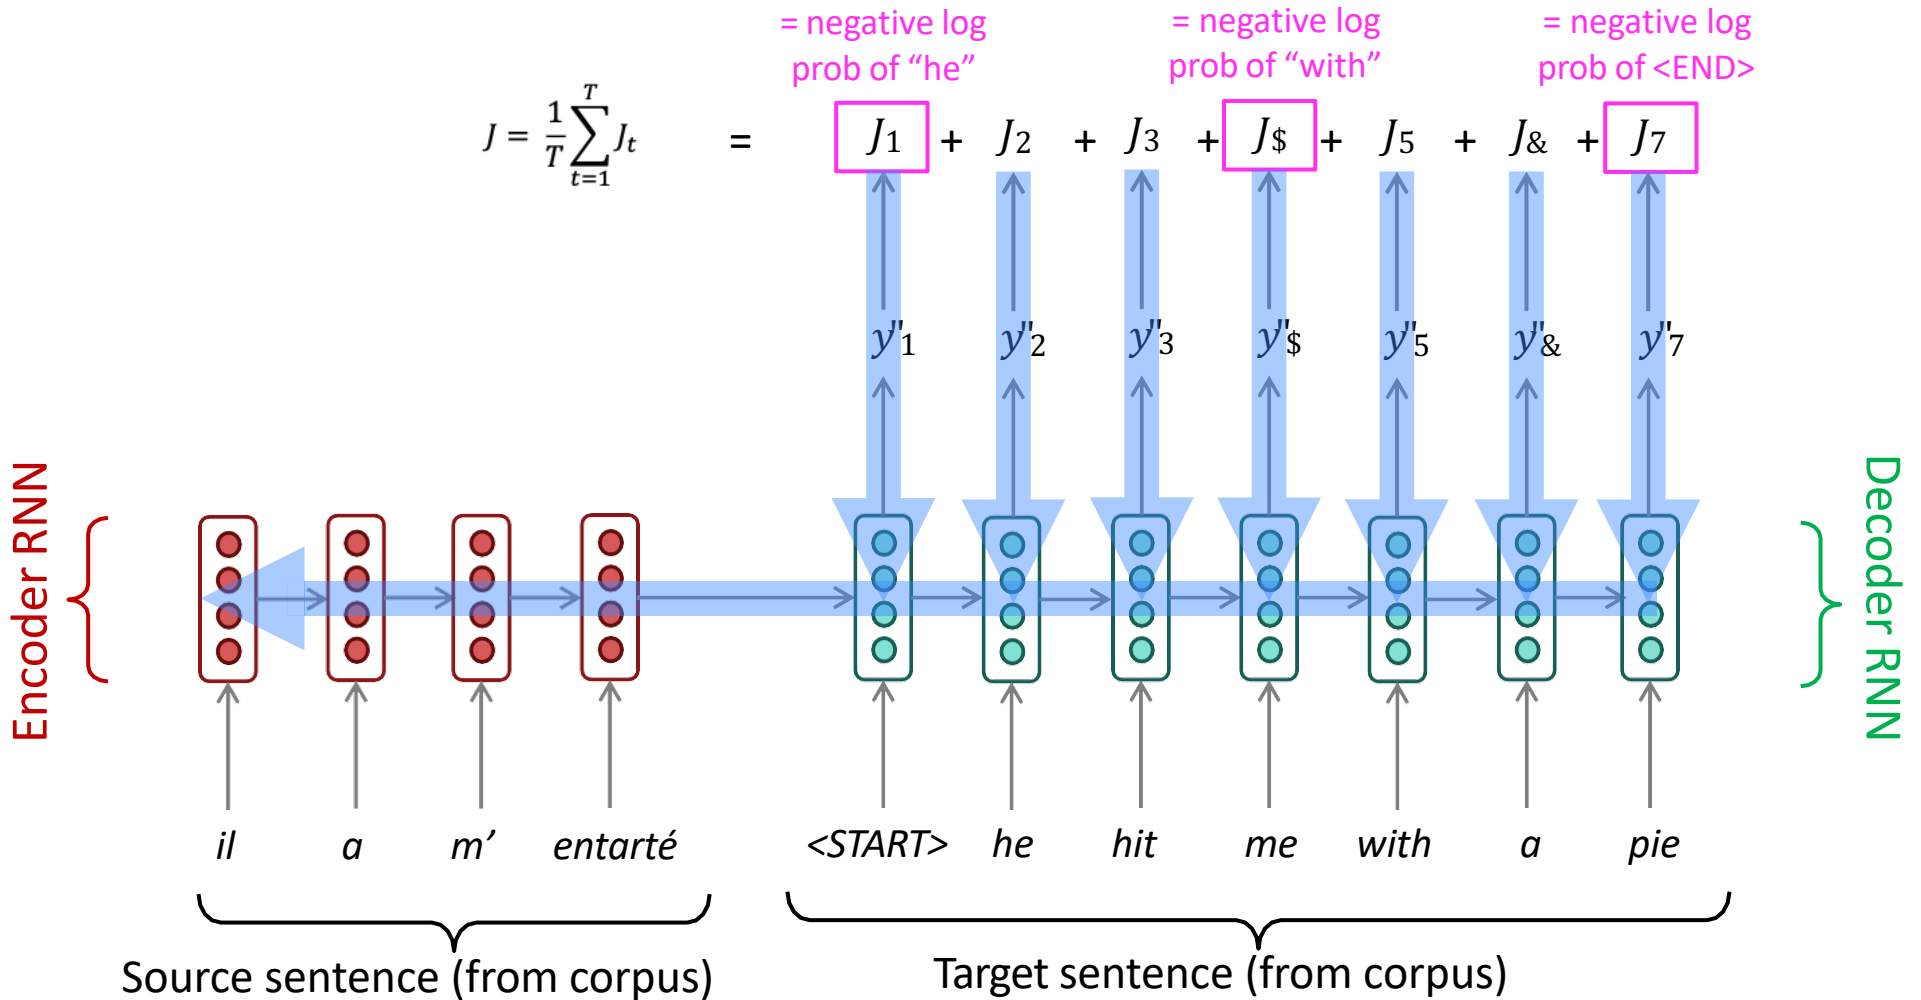 = negative log
prob of “he”
= negative log
prob of “with”
= negative log
prob of <END>
J = 1/T ∑ T t=1 J t = J1 + J2 + J3 + J$ + J5 + J& + J7
y"1 y"2 y"3 y"$ y"5 y"& y"7
Encoder RNN
Decoder RNN
il a m’ entarté <START> he hit me with a pie
Source sentence (from corpus)
Target sentence (from corpus)